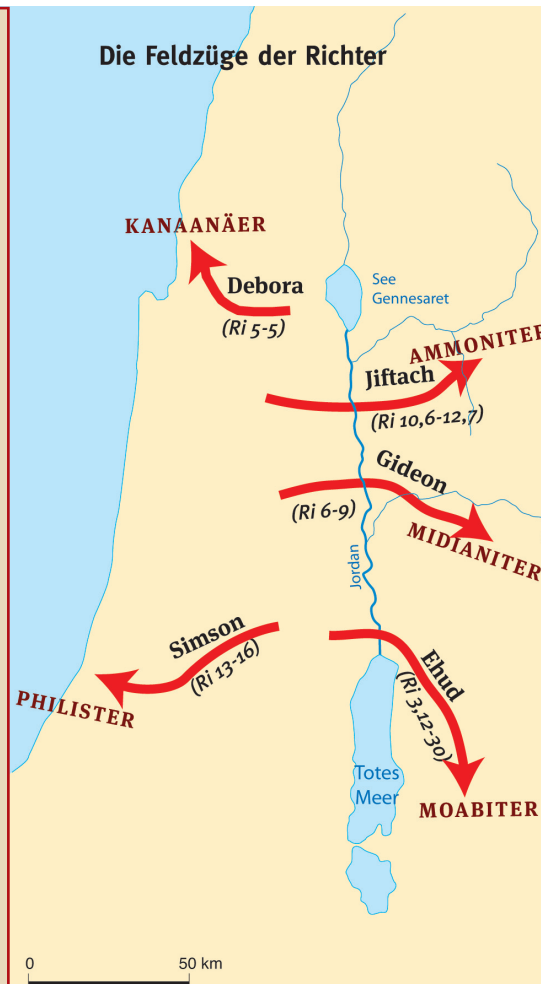 Die Feldzüge der Richter
KANAANÄER
Debora
(Ri 5-5)
See
Gennesaret
AMMONITER
Jiftach
(Ri 10,6-12,7)
Gideon
(Ri 6-9)
MIDIANITER
Jordan
Simson
(Ri 13-16)
PHILISTER
Ehud
(Ri 3,12-30)
Totes
Meer
MOABITER
0 50 km